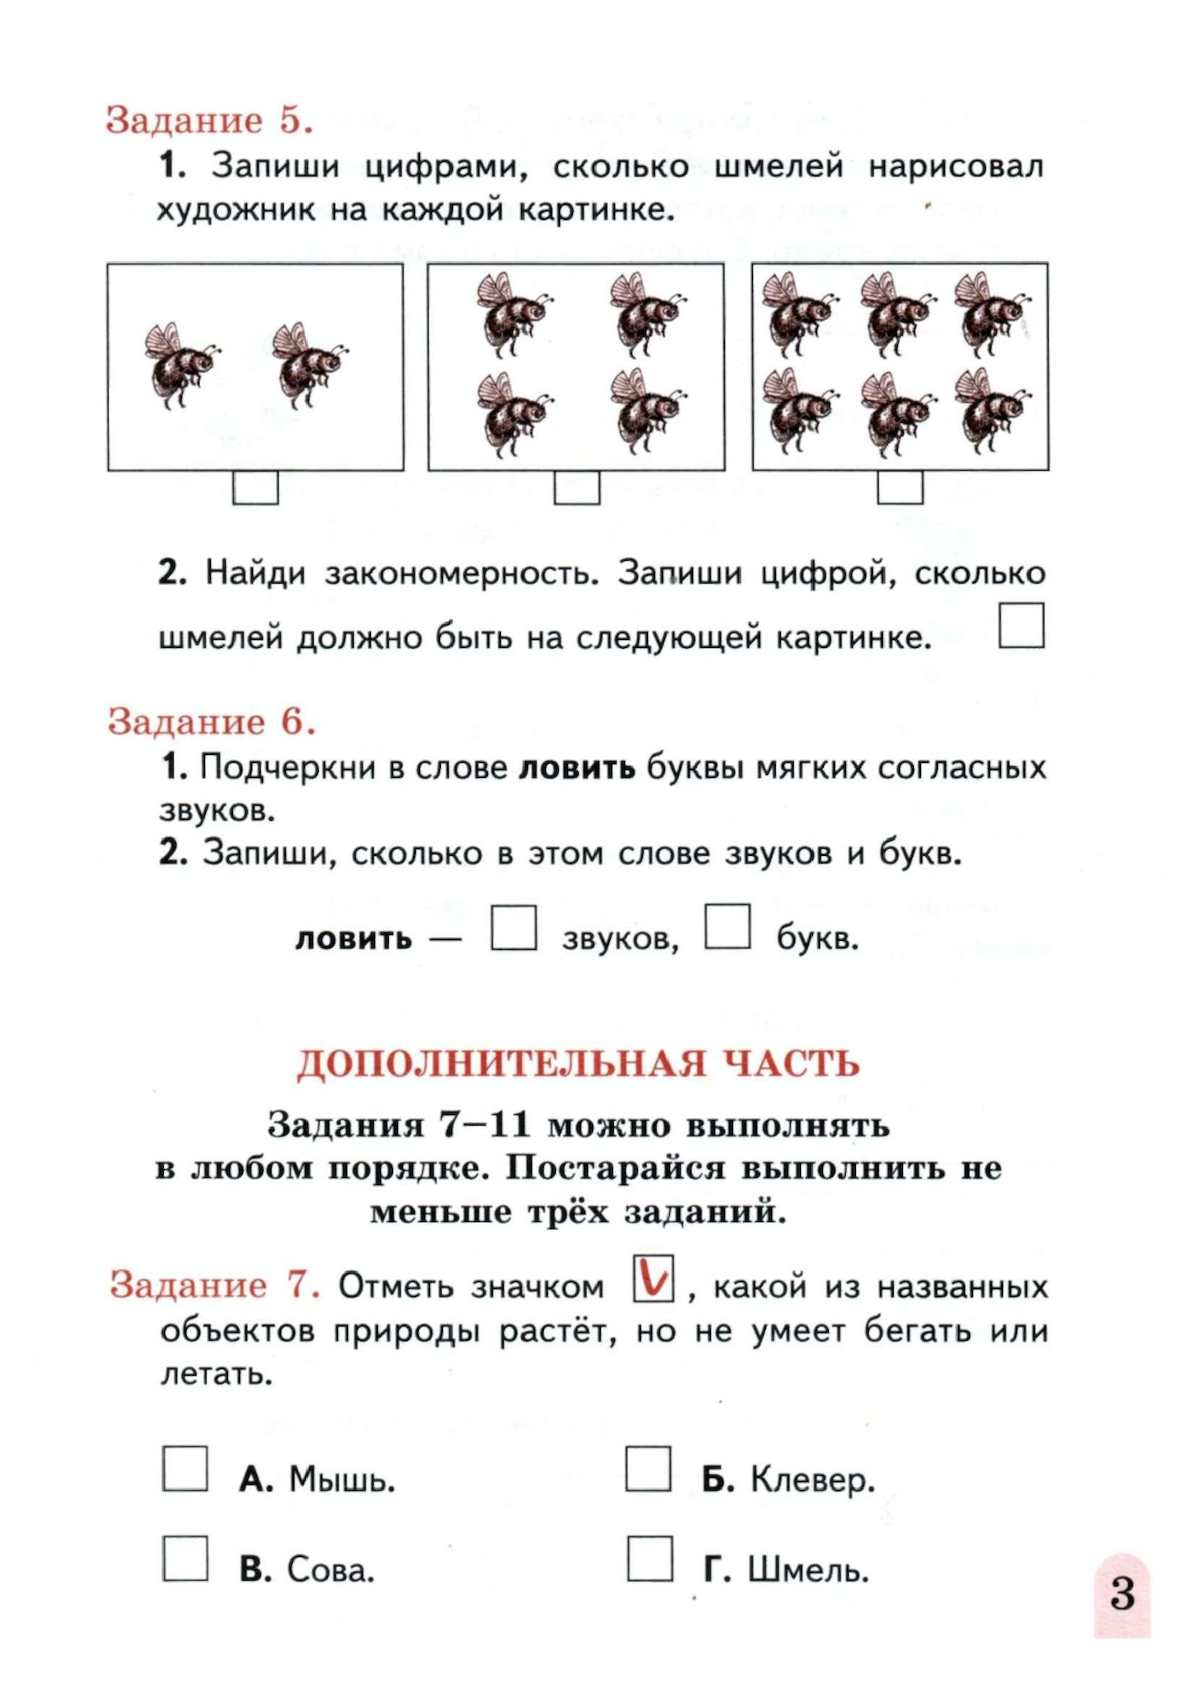 Задание 5.
1. Запиши цифрами, сколько шмелей нарисовал
художник на каждой картинке.
2. Найди закономерность. Запиши цифрой, сколько
шмелей должно быть на следующей картинке.
Задание 6.
1. Подчеркни в слове ловить буквы мягких согласных
звуков.
2. Запиши, сколько в этом слове звуков и букв.
ловить — звуков, букв.
ДОПОЛНИТЕЛЬНАЯ ЧАСТЬ
Задания 7—11 можно выполнять
в любом порядке. Постарайся выполнить не
меньше трёх заданий.
Задание 7. Отметь значком V, какой из названных
объектов природы растёт, но не умеет бегать или
летать.
А. Мышь. Б. Клевер.
В. Сова. Г. Шмель.
3